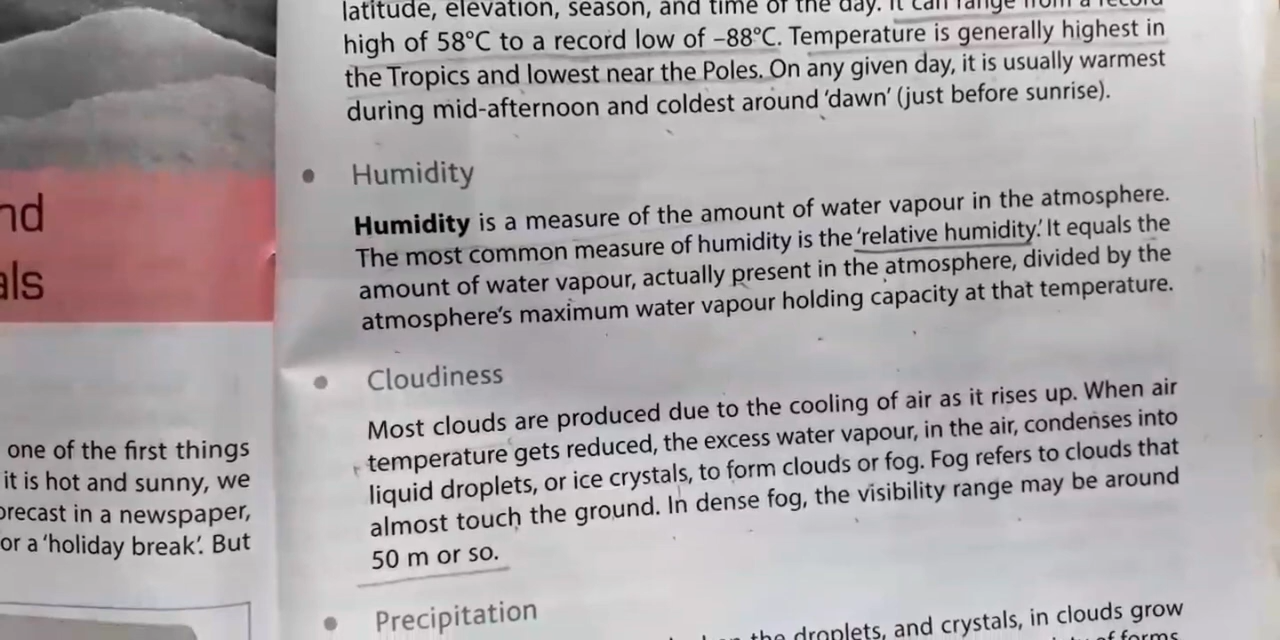 nd
als
one of the first things
it is hot and sunny, we
orecast in a newspaper,
or a 'holiday break'. But
latitude, elevation, season, and time of the day. It can range from a record
high of 58°C to a record low of –88°C. Temperature is generally highest in
the Tropics and lowest near the Poles. On any given day, it is usually warmest
during mid-afternoon and coldest around 'dawn' (just before sunrise).
• Humidity
Humidity is a measure of the amount of water vapour in the atmosphere.
The most common measure of humidity is the 'relative humidity.' It equals the
amount of water vapour, actually present in the atmosphere, divided by the
atmosphere's maximum water vapour holding capacity at that temperature.
• Cloudiness
Most clouds are produced due to the cooling of air as it rises up. When air
temperature gets reduced, the excess water vapour, in the air, condenses into
liquid droplets, or ice crystals, to form clouds or fog. Fog refers to clouds that
almost touch the ground. In dense fog, the visibility range may be around
50 m or so.
• Precipitation
the droplets, and crystals, in clouds grow
of forms